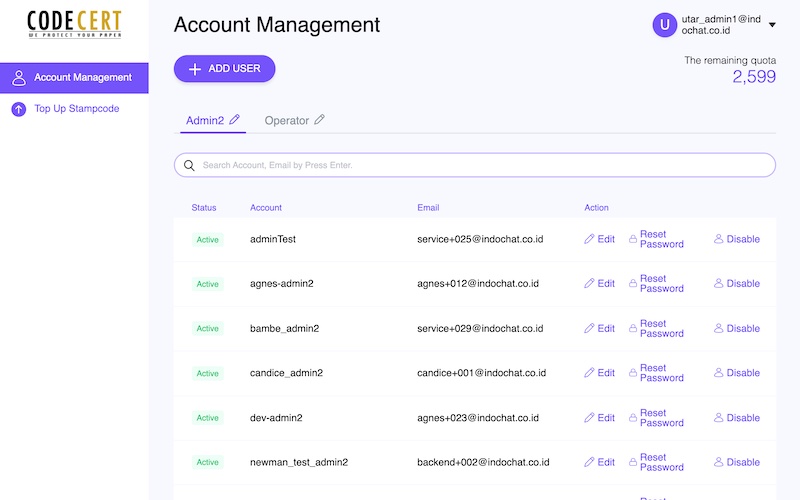 CODECERT
WE PROTECT YOUR PAPER
Account Management
Top Up Stampcode
Account Management
U
utar_admin1@ind
ochat.co.id
ADD USER
The remaining quota
2,599
Admin2
Operator
Search Account, Email by Press Enter.
Status Account Email Action
Active adminTest service+025@indochat.co.id Edit Reset Password Disable
Active agnes-admin2 agnes+012@indochat.co.id Edit Reset Password Disable
Active bambe_admin2 service+029@indochat.co.id Edit Reset Password Disable
Active candice_admin2 candice+001@indochat.co.id Edit Reset Password Disable
Active dev-admin2 agnes+023@indochat.co.id Edit Reset Password Disable
Active newman_test_admin2 backend+002@indochat.co.id Edit Reset Password Disable